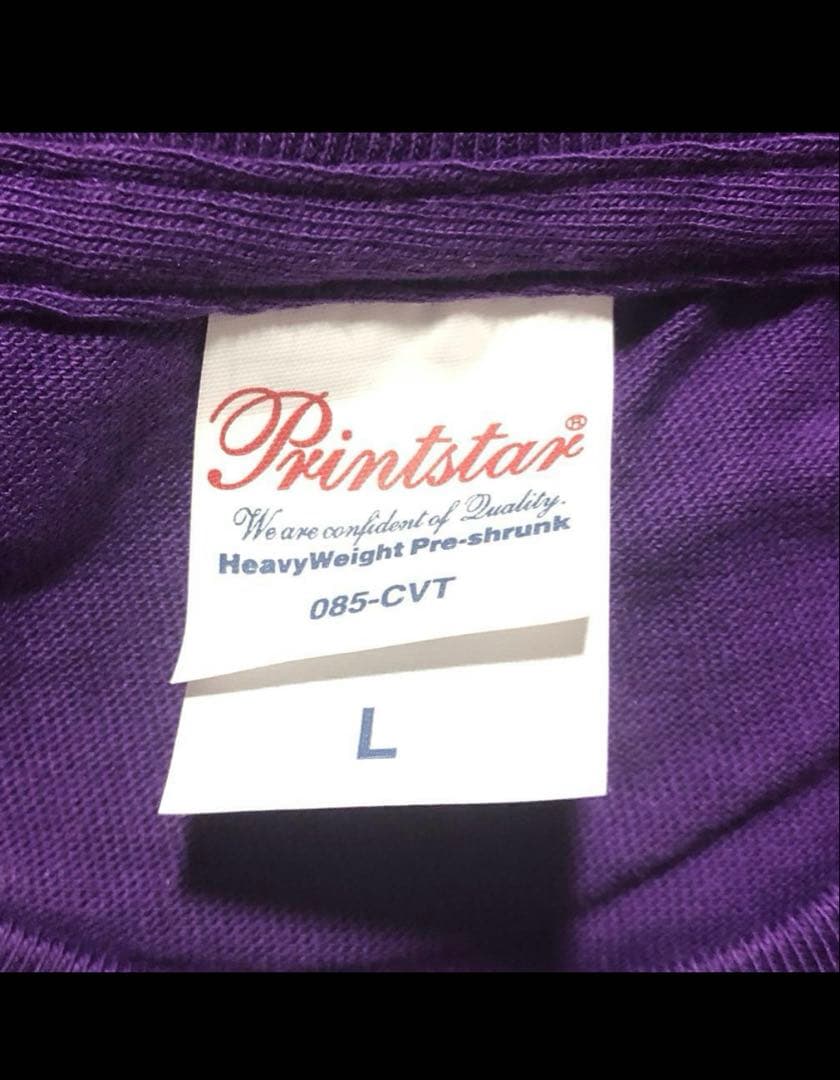 Printstar®
We are confident of Quality.
HeavyWeight Pre-shrunk
085-CVT
L